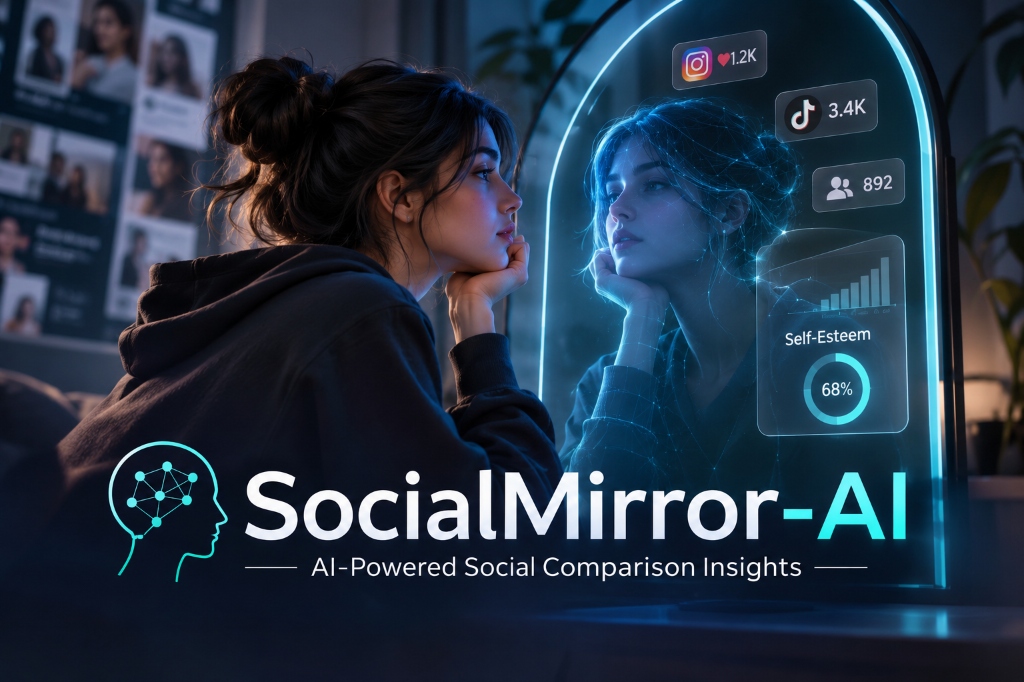 1.2K
3.4K
892
Self-Esteem
68%
SocialMirror-AI
AI-Powered Social Comparison Insights